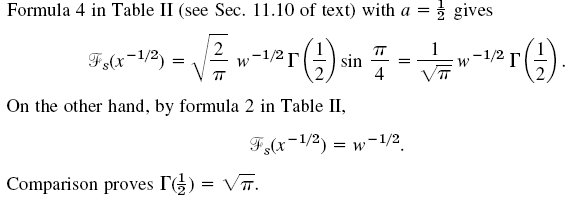 Formula 4 in Table II (see Sec. 11.10 of text) with a = 1/2 gives
ℱₛ(x^(−1/2)) = √(2/π) w^(−1/2) Γ(1/2) sin π/4 = 1/√π w^(−1/2) Γ(1/2).
On the other hand, by formula 2 in Table II,
ℱₛ(x^(−1/2)) = w^(−1/2).
Comparison proves Γ(1/2) = √π.